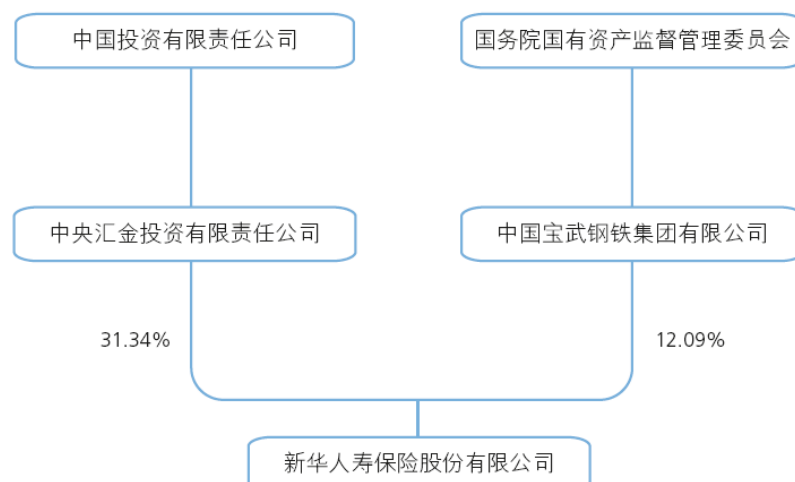 中国投资有限责任公司
国务院国有资产监督管理委员会
中央汇金投资有限责任公司
中国宝武钢铁集团有限公司
31.34%
12.09%
新华人寿保险股份有限公司